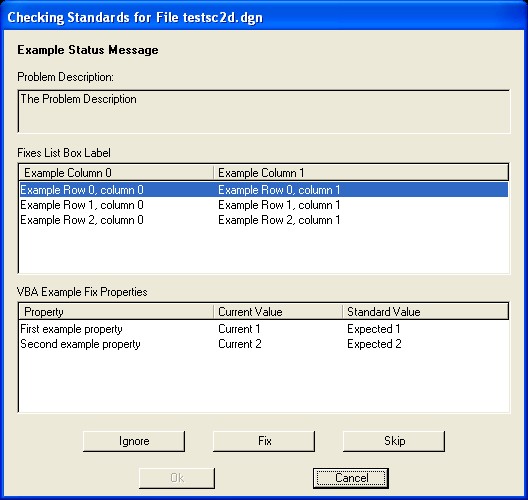 Checking Standards for File testsc2d.dgn
Example Status Message
Problem Description:
The Problem Description
Fixes List Box Label
Example Column 0 Example Column 1
Example Row 0, column 0 Example Row 0, column 1
Example Row 1, column 0 Example Row 1, column 1
Example Row 2, column 0 Example Row 2, column 1
VBA Example Fix Properties
Property Current Value Standard Value
First example property Current 1 Expected 1
Second example property Current 2 Expected 2
Ignore Fix Skip
Ok Cancel